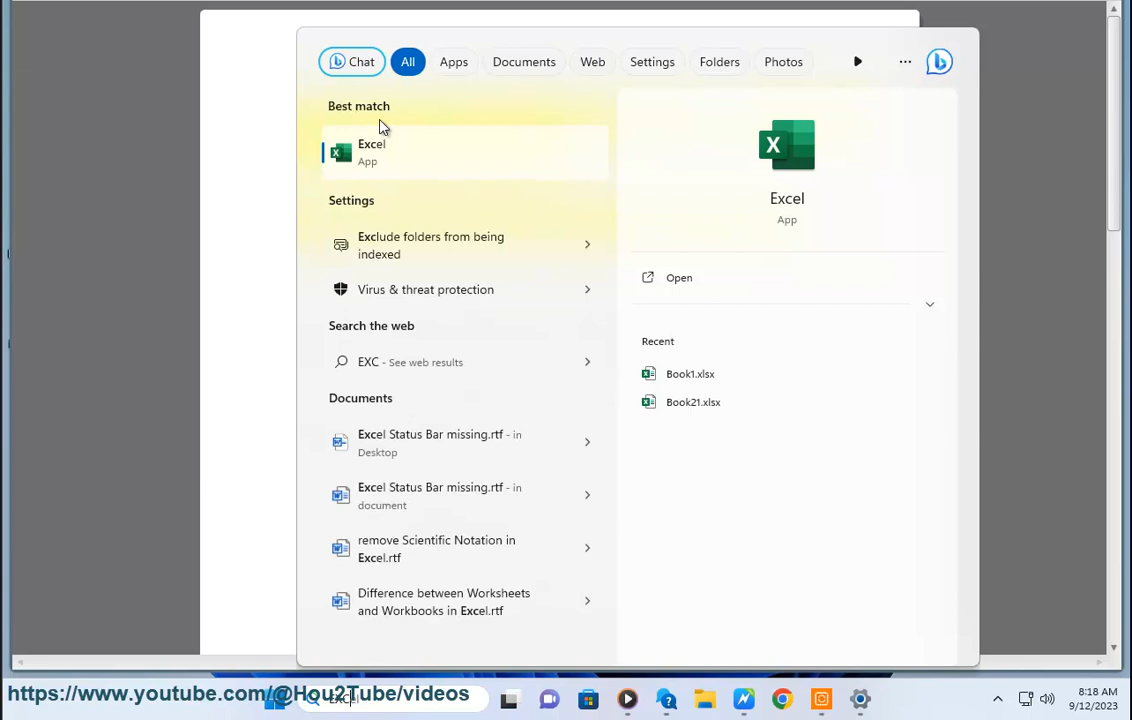 Chat
All
Apps
Documents
Web
Settings
Folders
Photos
Best match
Excel
App
Settings
Exclude folders from being
indexed
Virus & threat protection
Search the web
EXC - See web results
Documents
Excel Status Bar missing.rtf - in
Desktop
Excel Status Bar missing.rtf - in
document
remove Scientific Notation in
Excel.rtf
Difference between Worksheets
and Workbooks in Excel.rtf
Excel
App
Open
Recent
Book1.xlsx
Book21.xlsx
https://www.youtube.com/@Hou2Tube/videos
8:18 AM
9/12/2023